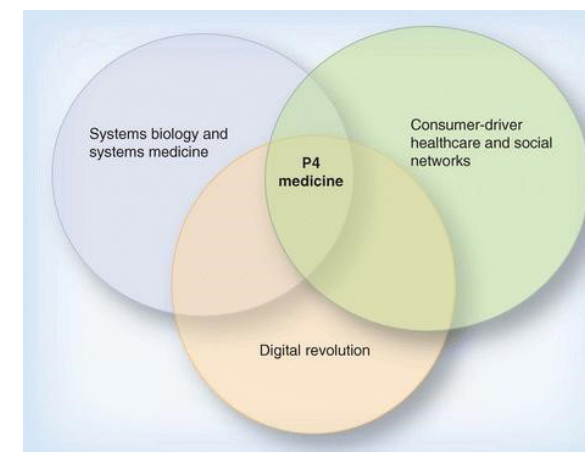 Systems biology and
systems medicine
Consumer-driver
healthcare and social
networks
P4
medicine
Digital revolution